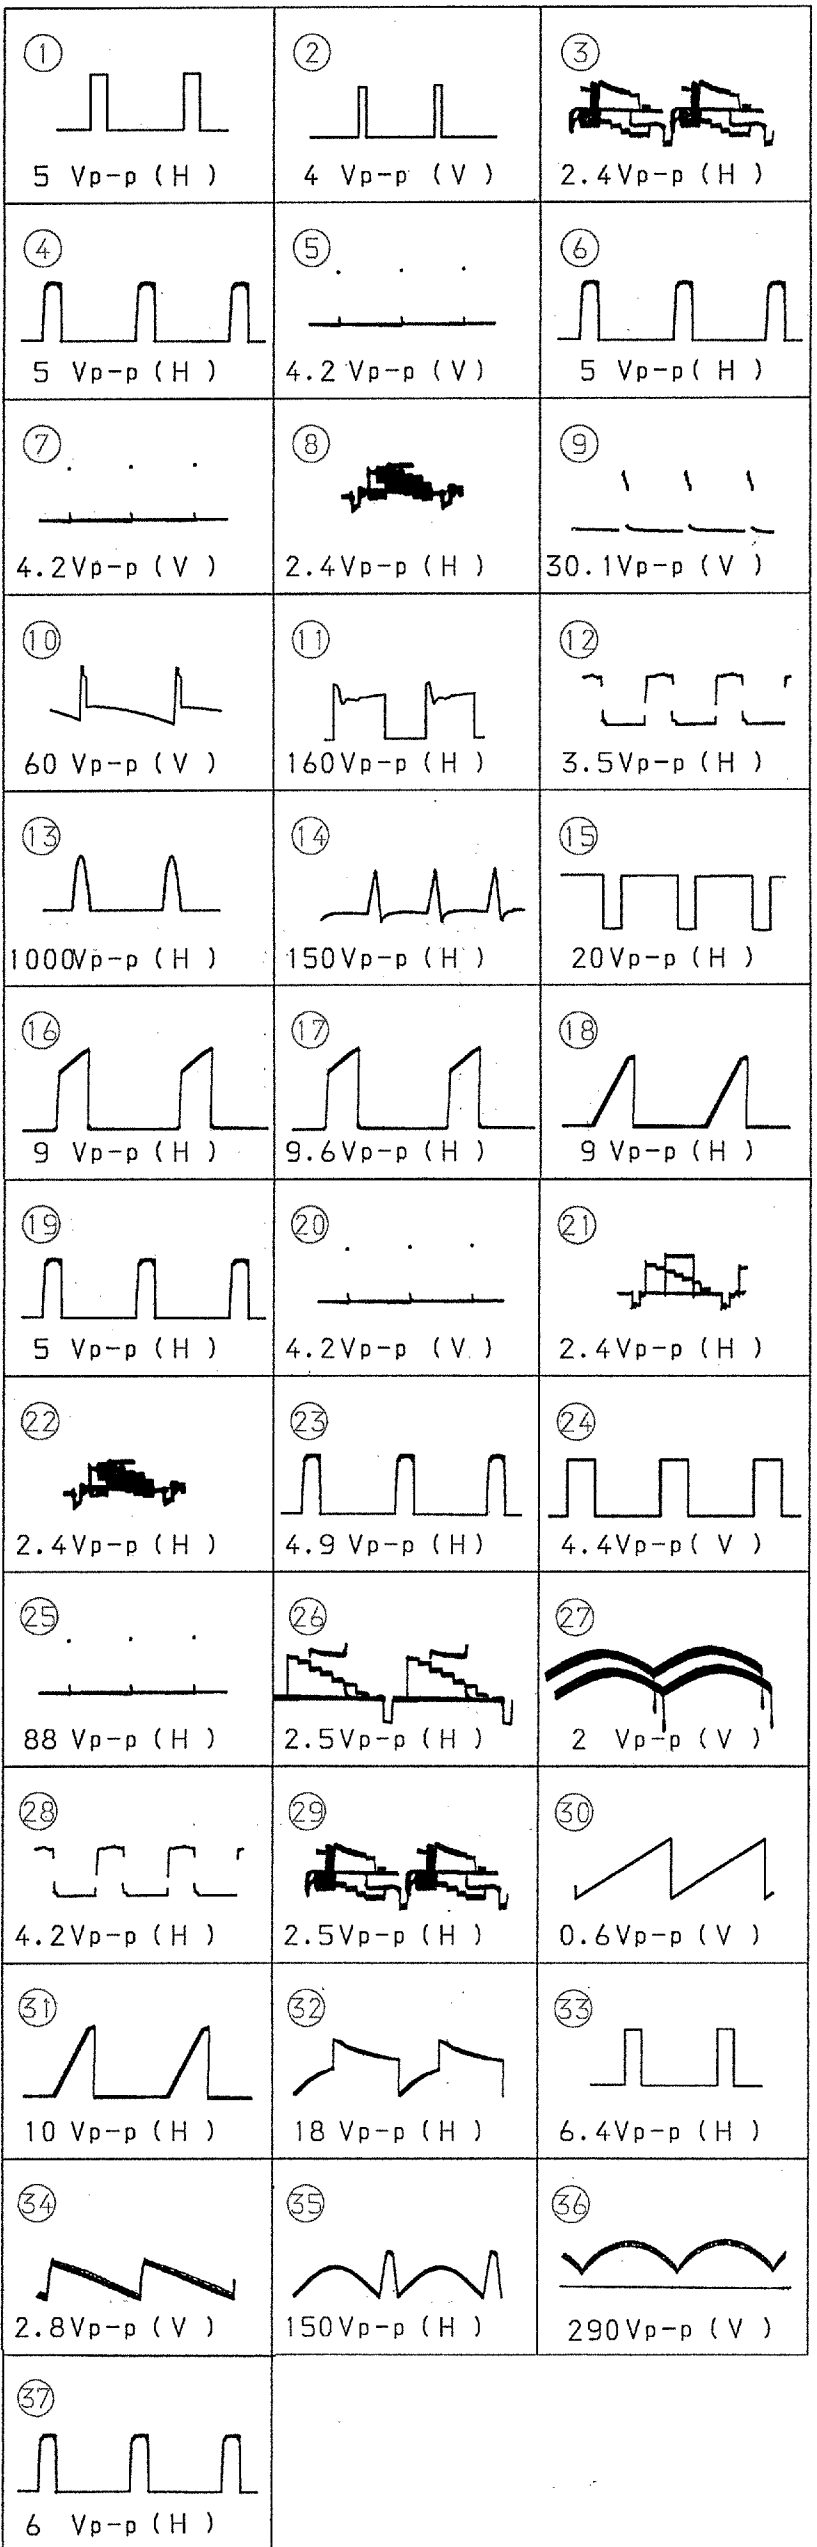 ① ② ③
5 Vp-p (H) 4 Vp-p (V) 2.4Vp-p (H)
④ ⑤ ⑥
5 Vp-p (H) 4.2 Vp-p (V) 5 Vp-p (H)
⑦ ⑧ ⑨
4.2Vp-p (V) 2.4Vp-p (H) 30.1Vp-p (V)
⑩ ⑪ ⑫
60 Vp-p (V) 160Vp-p (H) 3.5Vp-p (H)
⑬ ⑭ ⑮
1000Vp-p (H) 150Vp-p (H) 20Vp-p (H)
⑯ ⑰ ⑱
9 Vp-p (H) 9.6Vp-p (H) 9 Vp-p (H)
⑲ ⑳ ㉑
5 Vp-p (H) 4.2Vp-p (V) 2.4Vp-p (H)
㉒ ㉓ ㉔
2.4Vp-p (H) 4.9 Vp-p (H) 4.4Vp-p (V)
㉕ ㉖ ㉗
88 Vp-p (H) 2.5Vp-p (H) 2 Vp-p (V)
㉘ ㉙ ㉚
4.2Vp-p (H) 2.5Vp-p (H) 0.6Vp-p (V)
㉛ ㉜ ㉝
10 Vp-p (H) 18 Vp-p (H) 6.4Vp-p (H)
㉞ ㉟ ㊱
2.8Vp-p (V) 150Vp-p (H) 290Vp-p (V)
㊲
6 Vp-p (H)